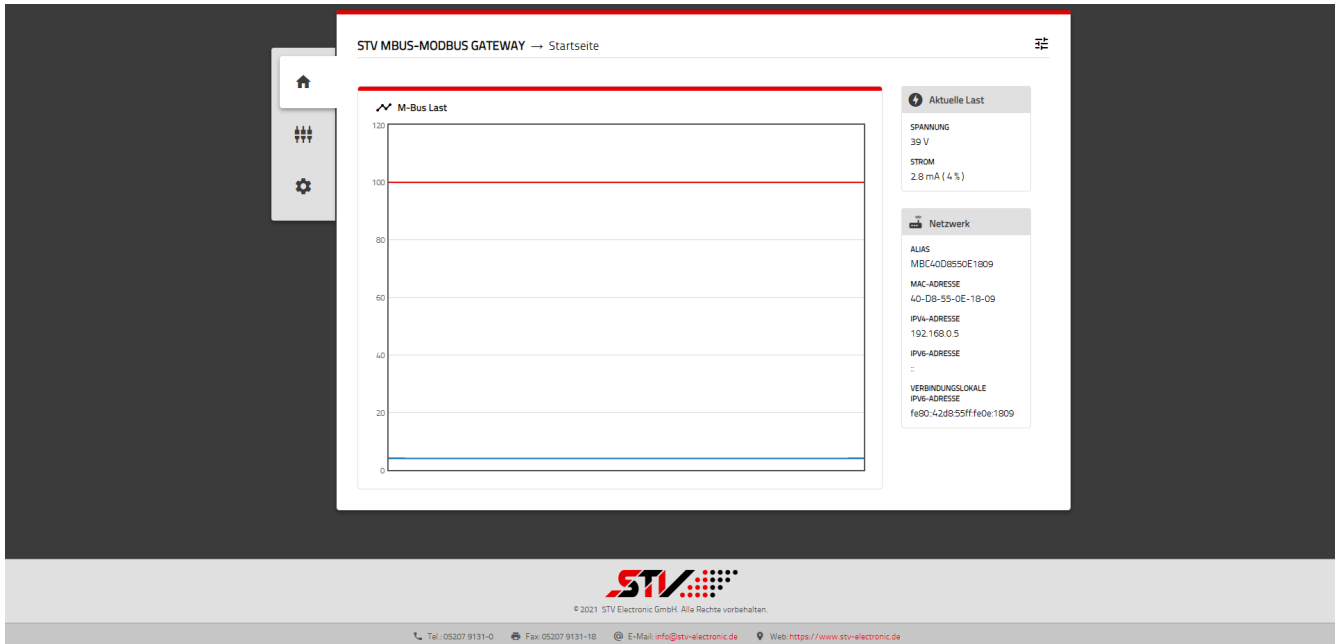 STV MBUS-MODBUS GATEWAY → Startseite
M-Bus Last
120
100
80
60
40
20
0
Aktuelle Last
SPANNUNG
39 V
STROM
2.8 mA ( 4 % )
Netzwerk
ALIAS
MBC40D8550E1809
MAC-ADRESSE
40-D8-55-0E-18-09
IPV4-ADRESSE
192.168.0.5
IPV6-ADRESSE
::
VERBINDUNGSLOKALE
IPV6-ADRESSE
fe80::42d8:55ff:fe0e:1809
STV
© 2021 STV Electronic GmbH. Alle Rechte vorbehalten.
Tel.: 05207 9131-0 Fax: 05207 9131-18 @ E-Mail: info@stv-electronic.de Web: https://www.stv-electronic.de